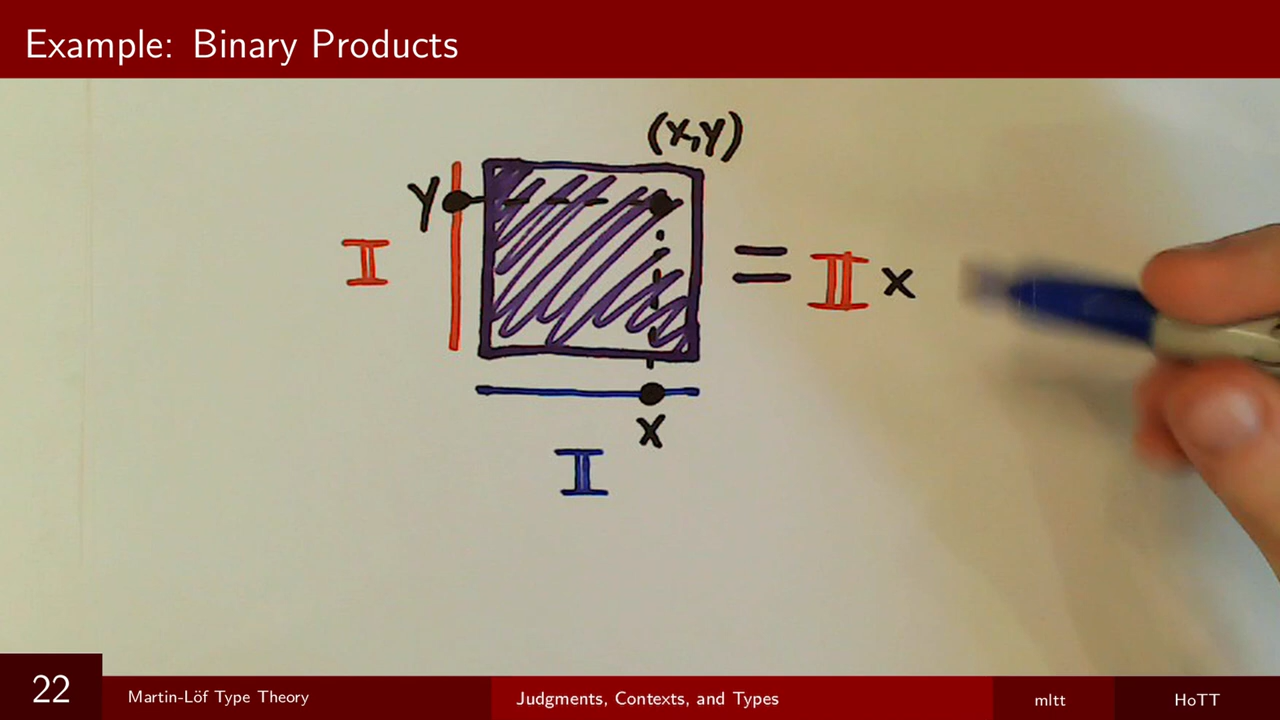 Example: Binary Products
(x,y)
y
I
= I x
x
I
22
Martin-Löf Type Theory
Judgments, Contexts, and Types
mltt
HoTT